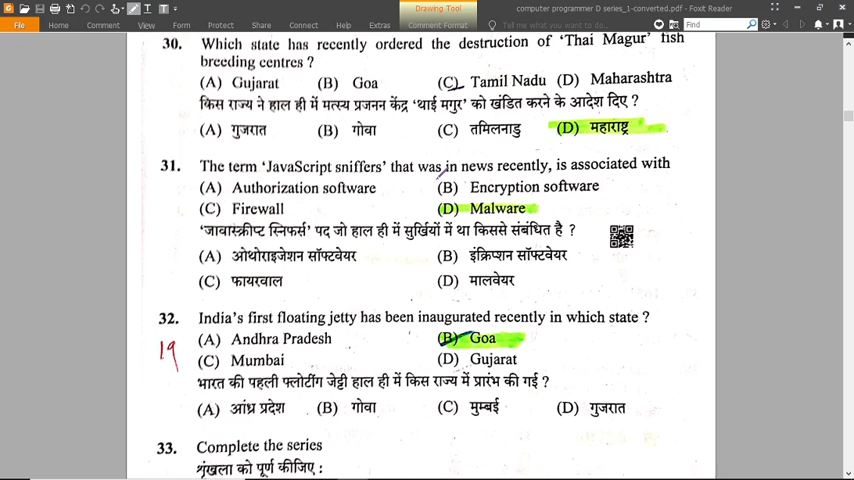 Drawing Tool
computer programmer D series_1-converted.pdf - Foxit Reader
File Home Comment View Form Protect Share Connect Help Extras Comment Format Tell me what you want to do... Find
30. Which state has recently ordered the destruction of 'Thai Magur' fish
breeding centres ?
(A) Gujarat (B) Goa (C) Tamil Nadu (D) Maharashtra
किस राज्य ने हाल ही में मत्स्य प्रजनन केंद्र 'थाई मगुर' को खंडित करने के आदेश दिए ?
(A) गुजरात (B) गोवा (C) तमिलनाडु (D) महाराष्ट्र
31. The term 'JavaScript sniffers' that was in news recently, is associated with
(A) Authorization software (B) Encryption software
(C) Firewall (D) Malware
'जावास्क्रीप्ट स्निफर्स' पद जो हाल ही में सुर्खियों में था किससे संबंधित है ?
(A) ओथोराइजेशन सॉफ्टवेयर (B) इंक्रिप्शन सॉफ्टवेयर
(C) फायरवाल (D) मालवेयर
32. India's first floating jetty has been inaugurated recently in which state ?
(A) Andhra Pradesh (B) Goa
19
(C) Mumbai (D) Gujarat
भारत की पहली फ्लोटींग जेट्टी हाल ही में किस राज्य में प्रारंभ की गई ?
(A) आंध्र प्रदेश (B) गोवा (C) मुम्बई (D) गुजरात
33. Complete the series
श्रृंखला को पूर्ण कीजिए :